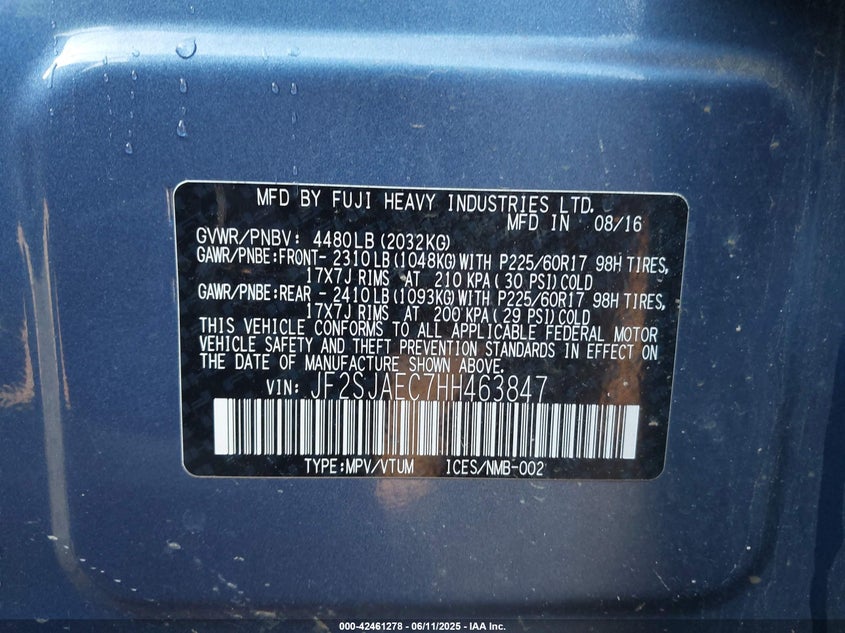 MFD BY FUJI HEAVY INDUSTRIES LTD.
MFD IN 08/16
GVWR/PNBV: 4480LB(2032KG)
GAWR/PNBE:FRONT- 2310LB(1048KG)WITH P225/60R17 98H TIRES,
17X7J RIMS AT 210 KPA( 30 PSI)COLD
GAWR/PNBE:REAR - 2410LB(1093KG)WITH P225/60R17 98H TIRES,
17X7J RIMS AT 200 KPA( 29 PSI)COLD
THIS VEHICLE CONFORMS TO ALL APPLICABLE FEDERAL MOTOR
VEHICLE SAFETY AND THEFT PREVENTION STANDARDS IN EFFECT ON
THE DATE OF MANUFACTURE SHOWN ABOVE.
VIN: JF2SJAEC7HH463847
TYPE:MPV/VTUM ICES/NMB-002
000-42461278 - 06/11/2025 - IAA Inc.